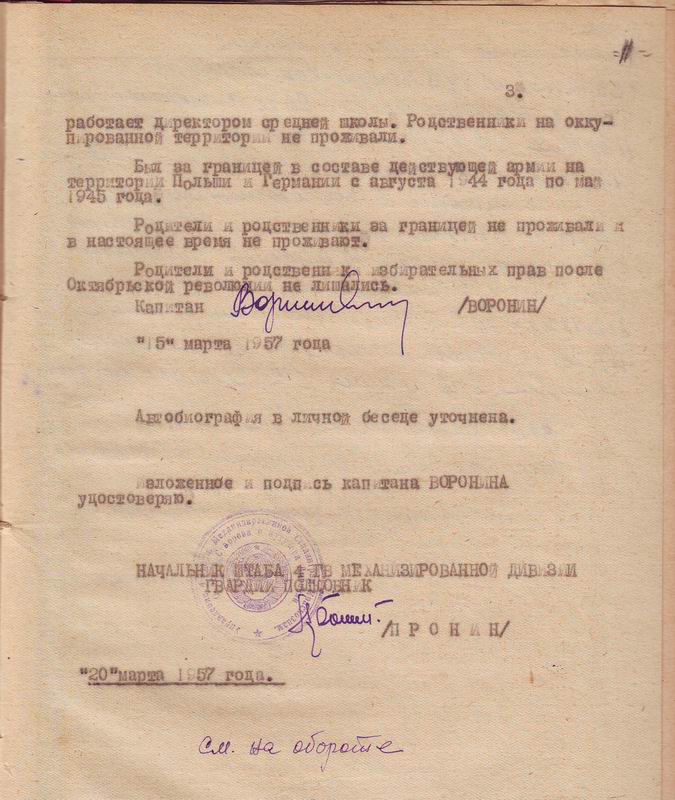 -11-
3.
работает директором средней школы. Родственники на окку-
пированной территории не проживали.
Был за границей в составе действующей армии на
территории Польши и Германии с августа 1944 года по май
1945 года.
Родители и родственники за границей не проживали и
в настоящее время не проживают.
Родители и родственники избирательных прав после
Октябрьской революции не лишались.
Капитан /ВОРОНИН/
"15" марта 1957 года
Автобиография в личной беседе уточнена.
Изложенное и подпись капитана ВОРОНИНА
удостоверяю.
НАЧАЛЬНИК ШТАБА 4 ГВ МЕХАНИЗИРОВАННОЙ ДИВИЗИИ
ГВАРДИИ ПОЛКОВНИК
/ПРОНИН/
"20"марта 1957 года.
См. на обороте